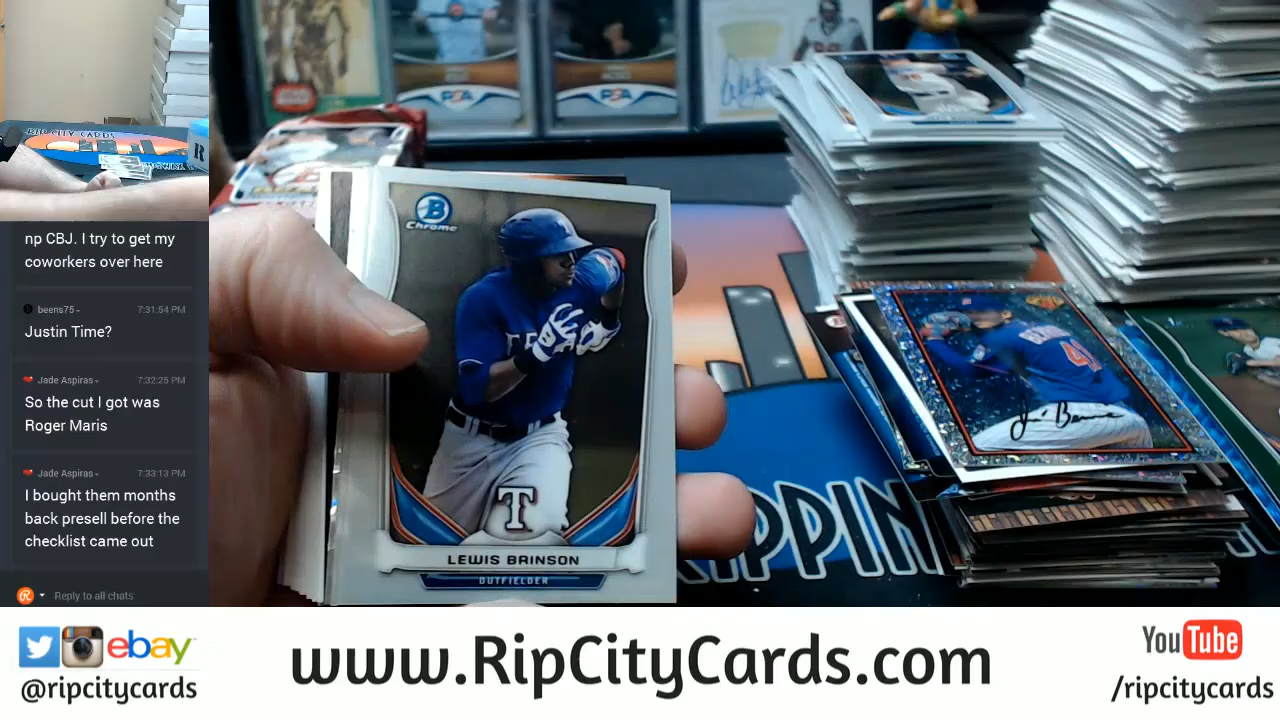 RIP CITY CARDS
R
np CBJ. I try to get my
coworkers over here
beens75
7:31:54 PM
Justin Time?
Jade Aspiras
7:32:25 PM
So the cut I got was
Roger Maris
Jade Aspiras
7:33:13 PM
I bought them months
back presell before the
checklist came out
Reply to all chats
PSA
PSA
B
Chrome
T
LEWIS BRINSON
OUTFIELDER
RIPPIN
ebay
@ripcitycards
www.RipCityCards.com
YouTube
/ripcitycards